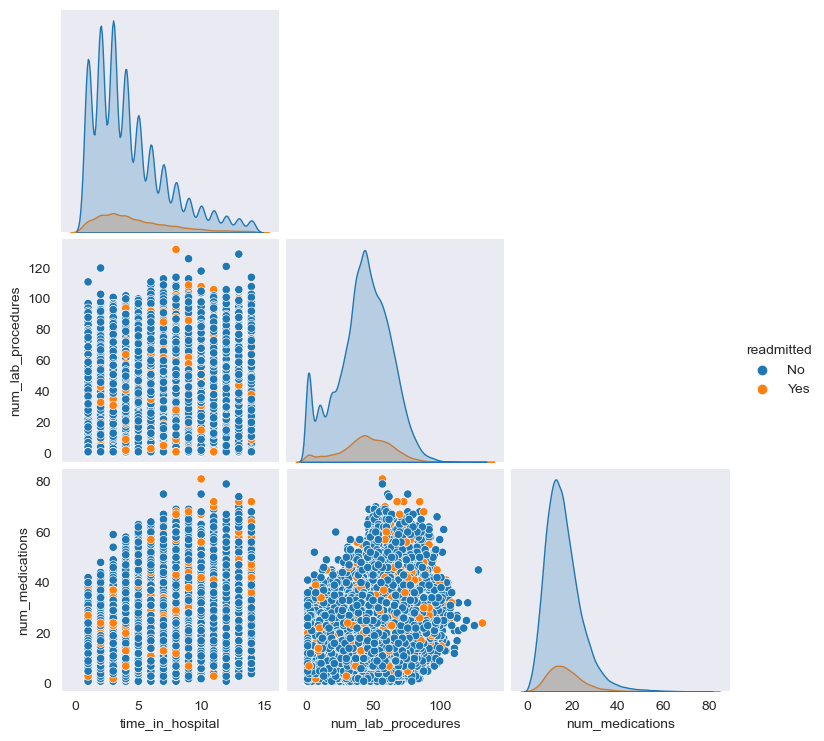 num_lab_procedures
120
100
80
60
40
20
0
readmitted
No
Yes
num_medications
80
60
40
20
0
0 5 10 15
time_in_hospital
0 50 100
num_lab_procedures
0 20 40 60 80
num_medications